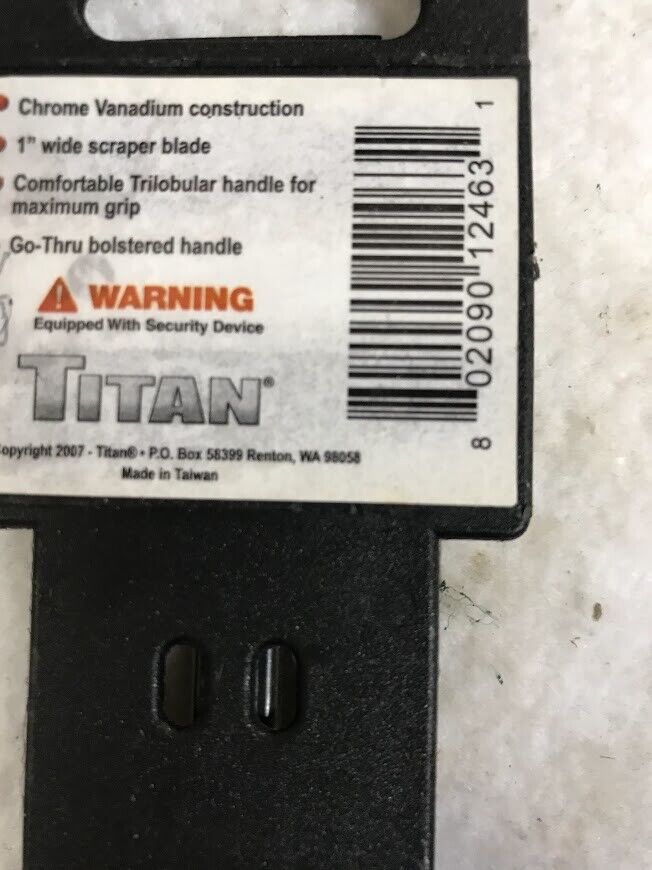 Chrome Vanadium construction
1" wide scraper blade
Comfortable Trilobular handle for
maximum grip
Go-Thru bolstered handle
WARNING
Equipped With Security Device
TITAN®
opyright 2007 - Titan® • P.O. Box 58399 Renton, WA 98058
Made in Taiwan
8 02090 12463 1